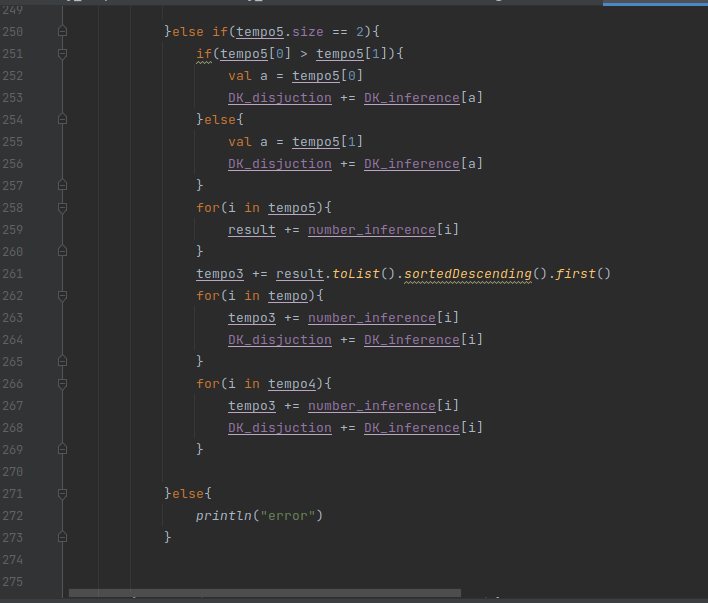 249
250 }else if(tempo5.size == 2){
251 if(tempo5[0] > tempo5[1]){
252 val a = tempo5[0]
253 DK_disjuction += DK_inference[a]
254 }else{
255 val a = tempo5[1]
256 DK_disjuction += DK_inference[a]
257 }
258 for(i in tempo5){
259 result += number_inference[i]
260 }
261 tempo3 += result.toList().sortedDescending().first()
262 for(i in tempo){
263 tempo3 += number_inference[i]
264 DK_disjuction += DK_inference[i]
265 }
266 for(i in tempo4){
267 tempo3 += number_inference[i]
268 DK_disjuction += DK_inference[i]
269 }
270
271 }else{
272 println("error")
273 }
274
275